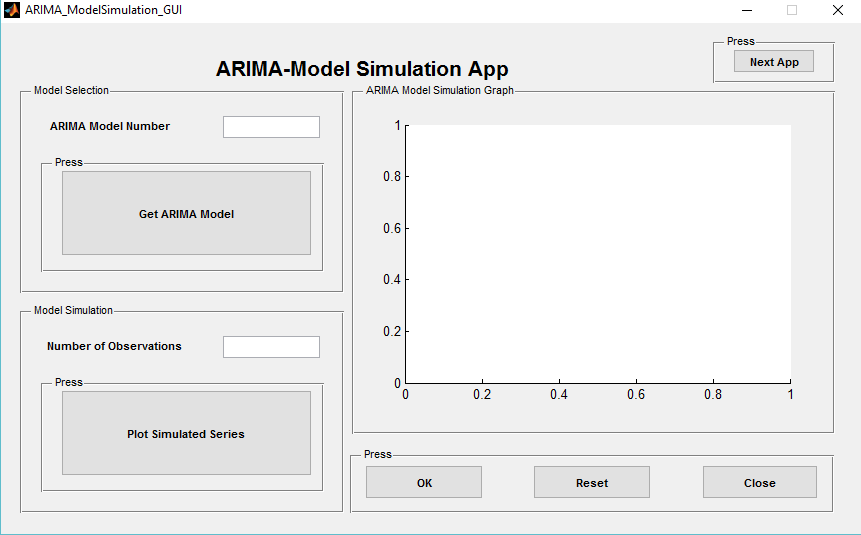 ARIMA_ModelSimulation_GUI
ARIMA-Model Simulation App
Press
Next App
Model Selection
ARIMA Model Number
Press
Get ARIMA Model
Model Simulation
Number of Observations
Press
Plot Simulated Series
ARIMA Model Simulation Graph
1
0.8
0.6
0.4
0.2
0
0 0.2 0.4 0.6 0.8 1
Press
OK Reset Close